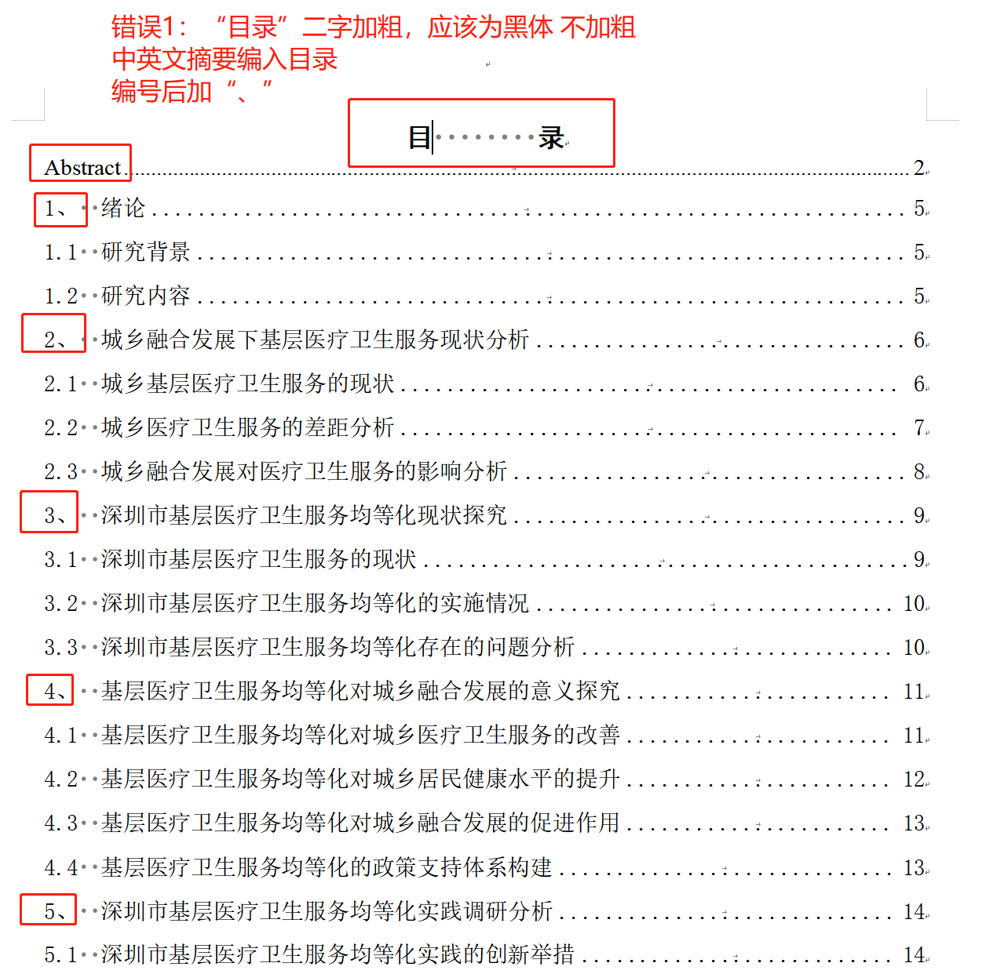 错误1：“目录”二字加粗，应该为黑体 不加粗
中英文摘要编入目录
编号后加“、”
目········录
Abstract 2
1、··绪论 5
1.1··研究背景 5
1.2··研究内容 5
2、··城乡融合发展下基层医疗卫生服务现状分析 6
2.1··城乡基层医疗卫生服务的现状 6
2.2··城乡医疗卫生服务的差距分析 7
2.3··城乡融合发展对医疗卫生服务的影响分析 8
3、··深圳市基层医疗卫生服务均等化现状探究 9
3.1··深圳市基层医疗卫生服务的现状 9
3.2··深圳市基层医疗卫生服务均等化的实施情况 10
3.3··深圳市基层医疗卫生服务均等化存在的问题分析 10
4、··基层医疗卫生服务均等化对城乡融合发展的意义探究 11
4.1··基层医疗卫生服务均等化对城乡医疗卫生服务的改善 11
4.2··基层医疗卫生服务均等化对城乡居民健康水平的提升 12
4.3··基层医疗卫生服务均等化对城乡融合发展的促进作用 13
4.4··基层医疗卫生服务均等化的政策支持体系构建 13
5、··深圳市基层医疗卫生服务均等化实践调研分析 14
5.1··深圳市基层医疗卫生服务均等化实践的创新举措 14